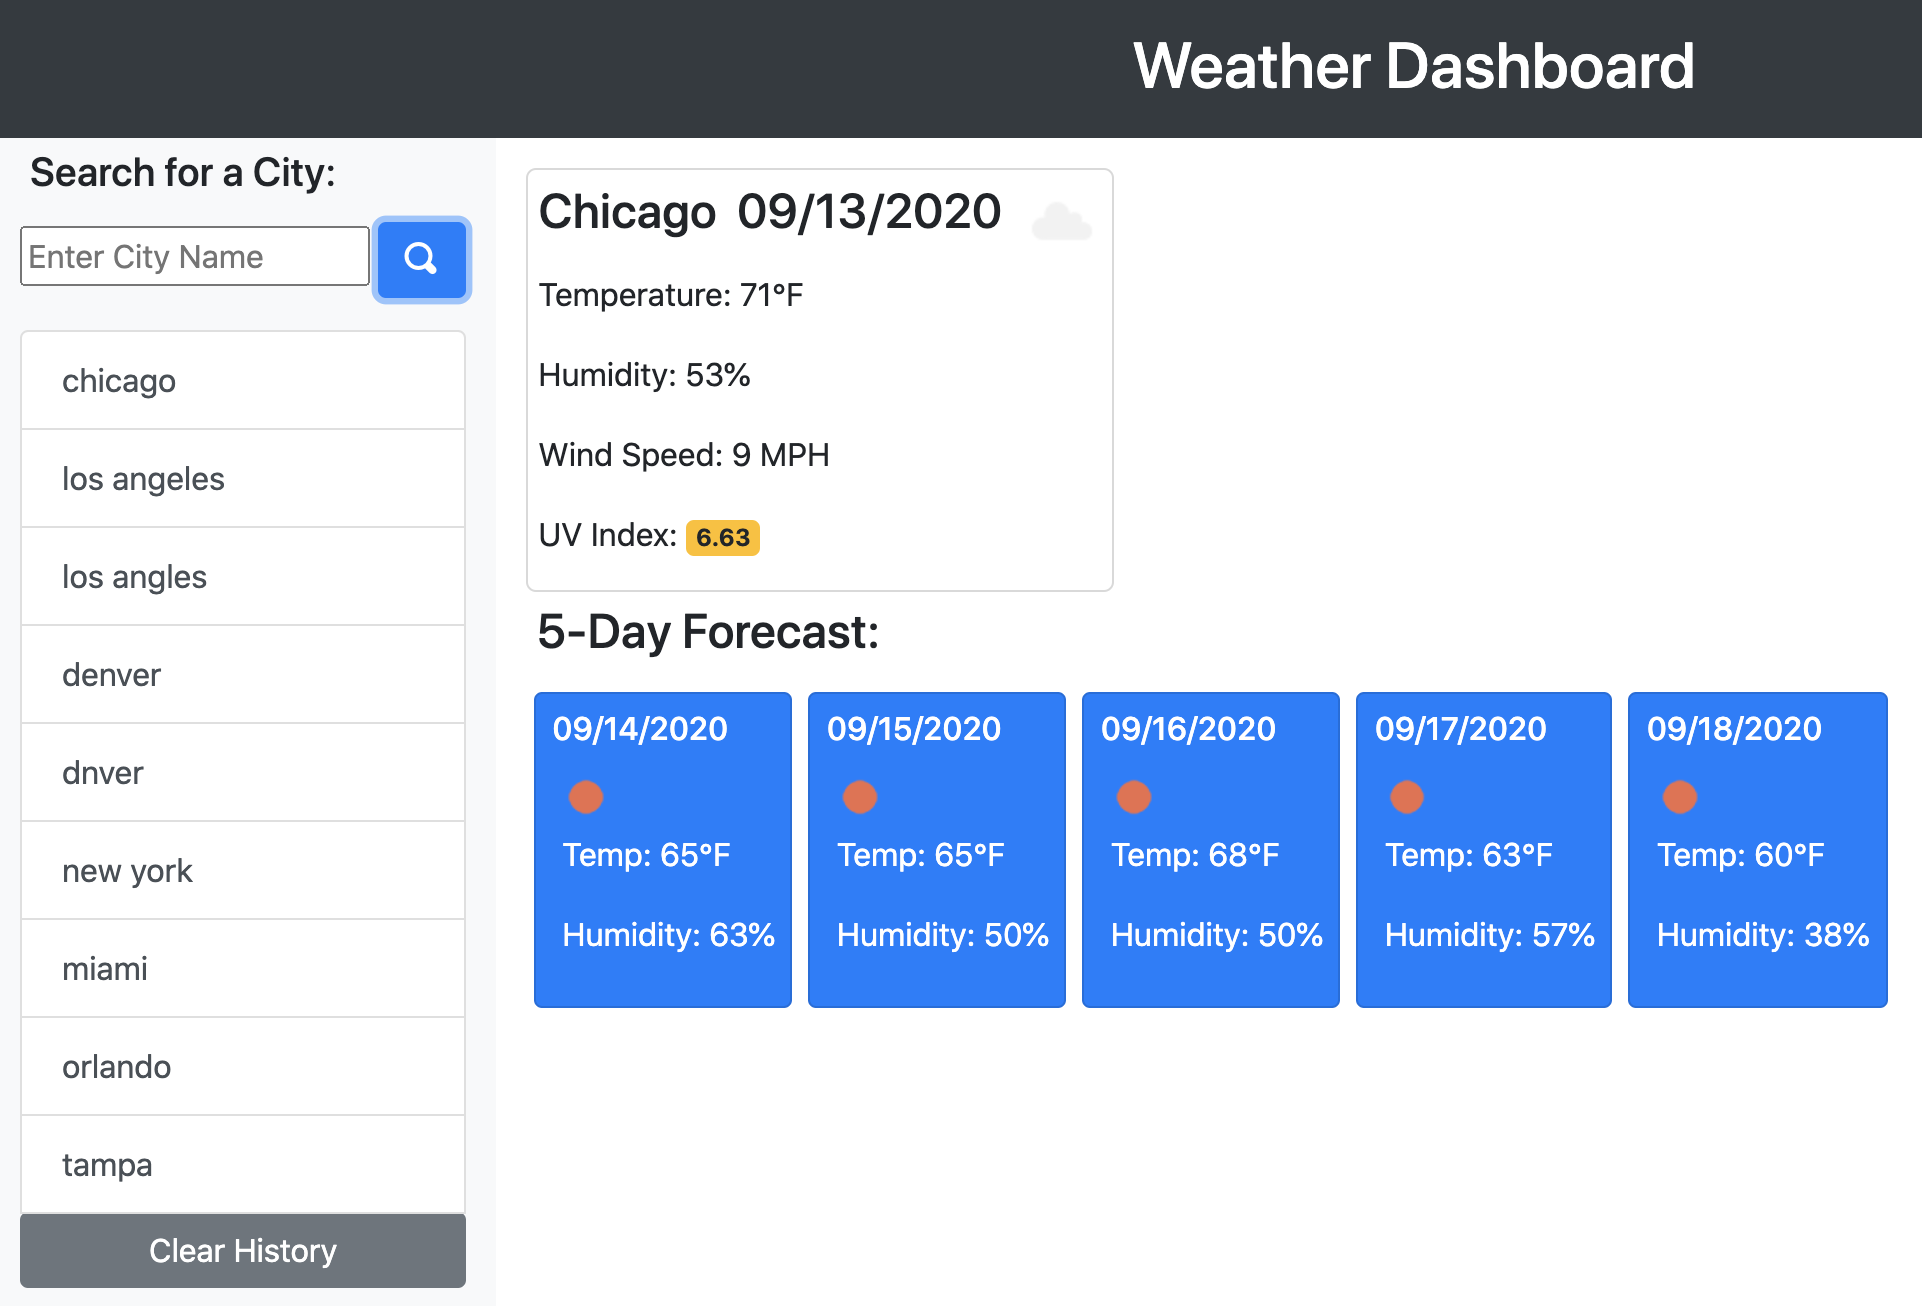 Weather Dashboard
Search for a City:
Enter City Name
chicago
los angeles
los angles
denver
dnver
new york
miami
orlando
tampa
Clear History
Chicago 09/13/2020
Temperature: 71°F
Humidity: 53%
Wind Speed: 9 MPH
UV Index: 6.63
5-Day Forecast:
09/14/2020
Temp: 65°F
Humidity: 63%
09/15/2020
Temp: 65°F
Humidity: 50%
09/16/2020
Temp: 68°F
Humidity: 50%
09/17/2020
Temp: 63°F
Humidity: 57%
09/18/2020
Temp: 60°F
Humidity: 38%